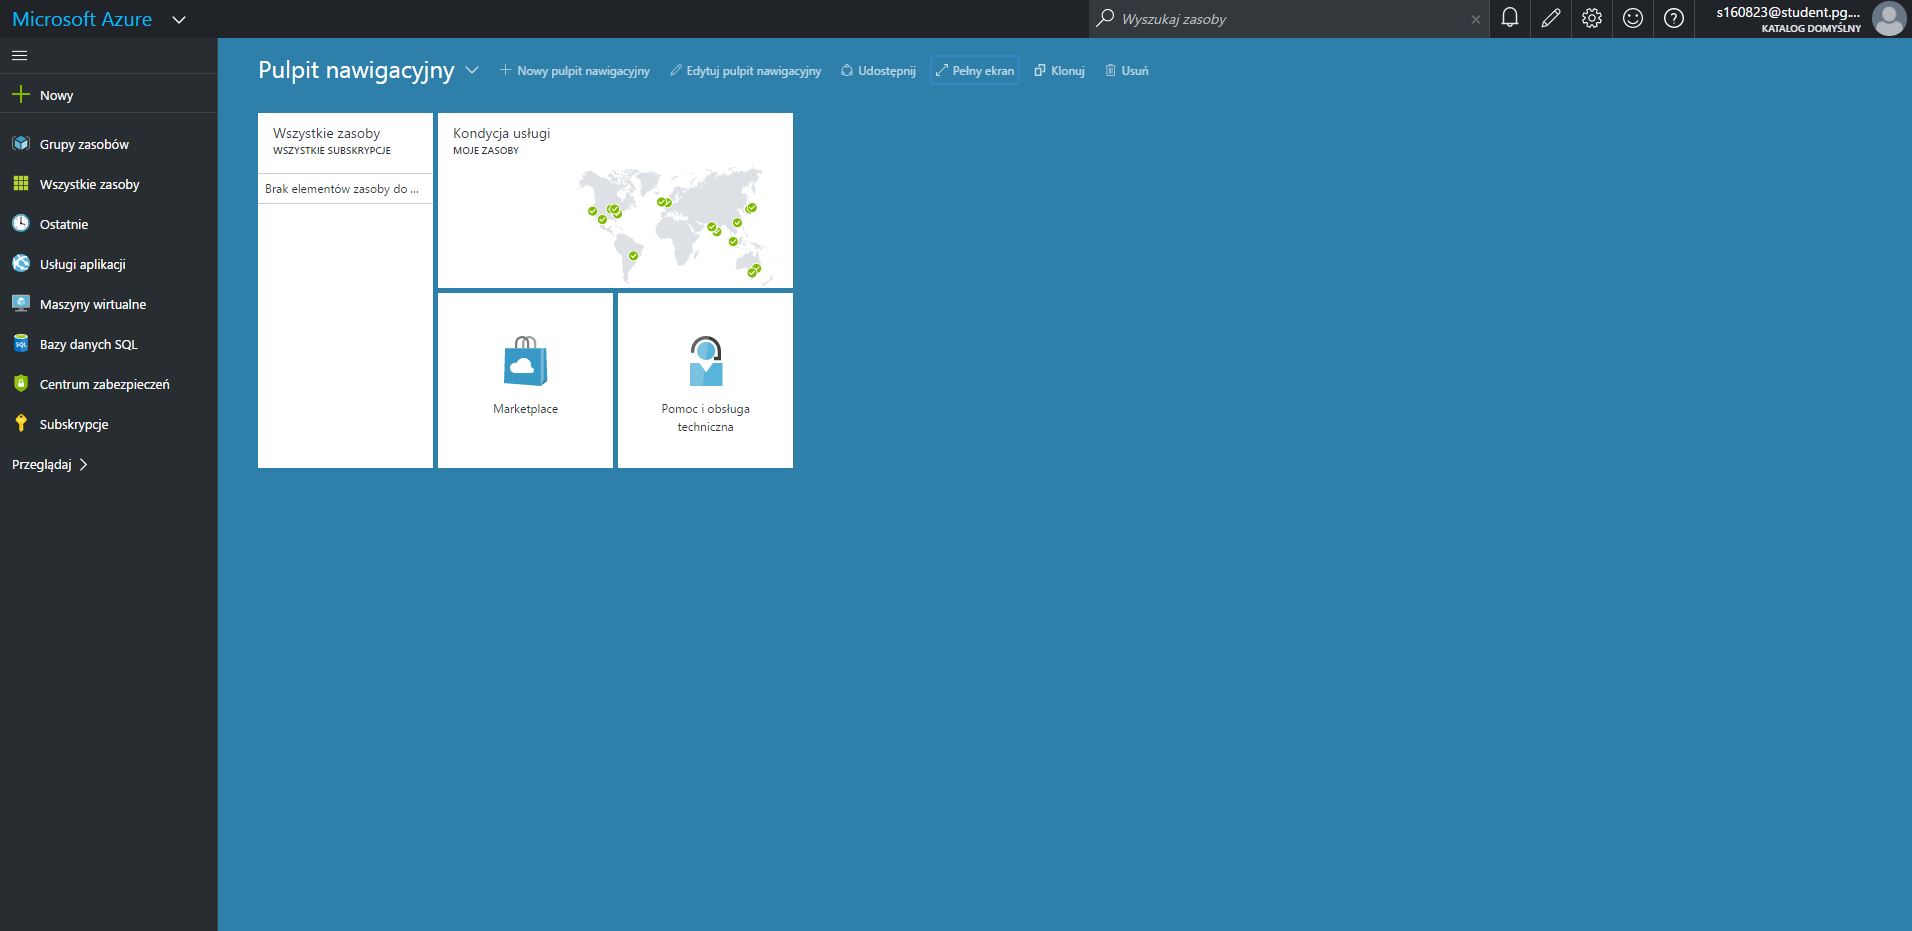 Microsoft Azure
Wyszukaj zasoby
s160823@student.pg....
KATALOG DOMYŚLNY
Pulpit nawigacyjny
Nowy pulpit nawigacyjny
Edytuj pulpit nawigacyjny
Udostępnij
Pełny ekran
Klonuj
Usuń
Nowy
Grupy zasobów
Wszystkie zasoby
Ostatnie
Usługi aplikacji
Maszyny wirtualne
Bazy danych SQL
Centrum zabezpieczeń
Subskrypcje
Przeglądaj
Wszystkie zasoby
WSZYSTKIE SUBSKRYPCJE
Brak elementów zasoby do ...
Kondycja usługi
MOJE ZASOBY
Marketplace
Pomoc i obsługa
techniczna
SQL